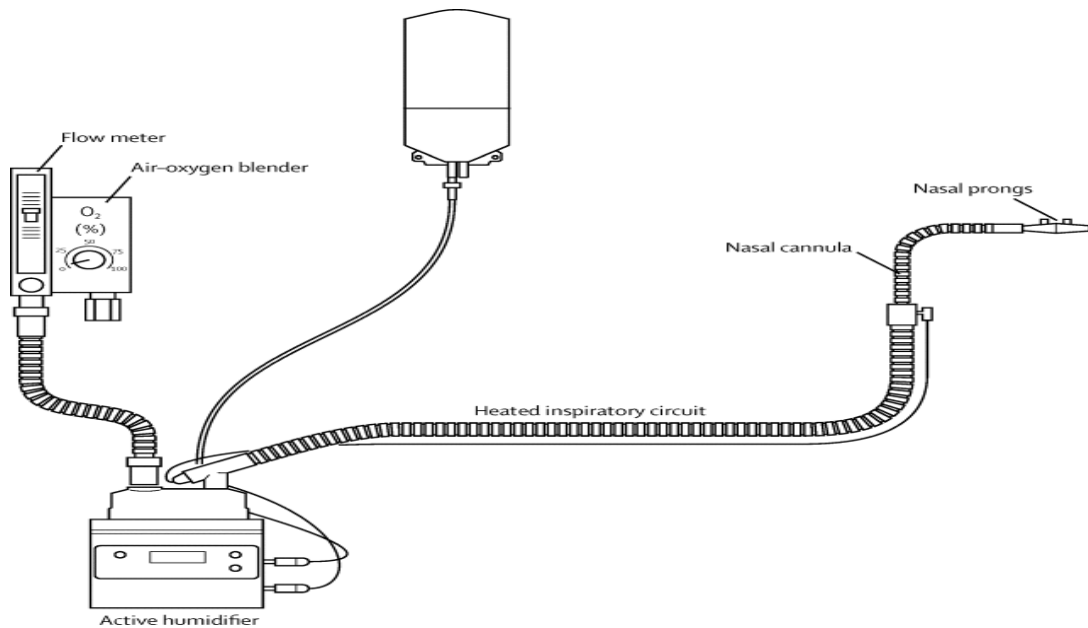 Flow meter
Air–oxygen blender
O₂
(%)
50
25
75
0
100
Nasal prongs
Nasal cannula
Heated inspiratory circuit
Active humidifier